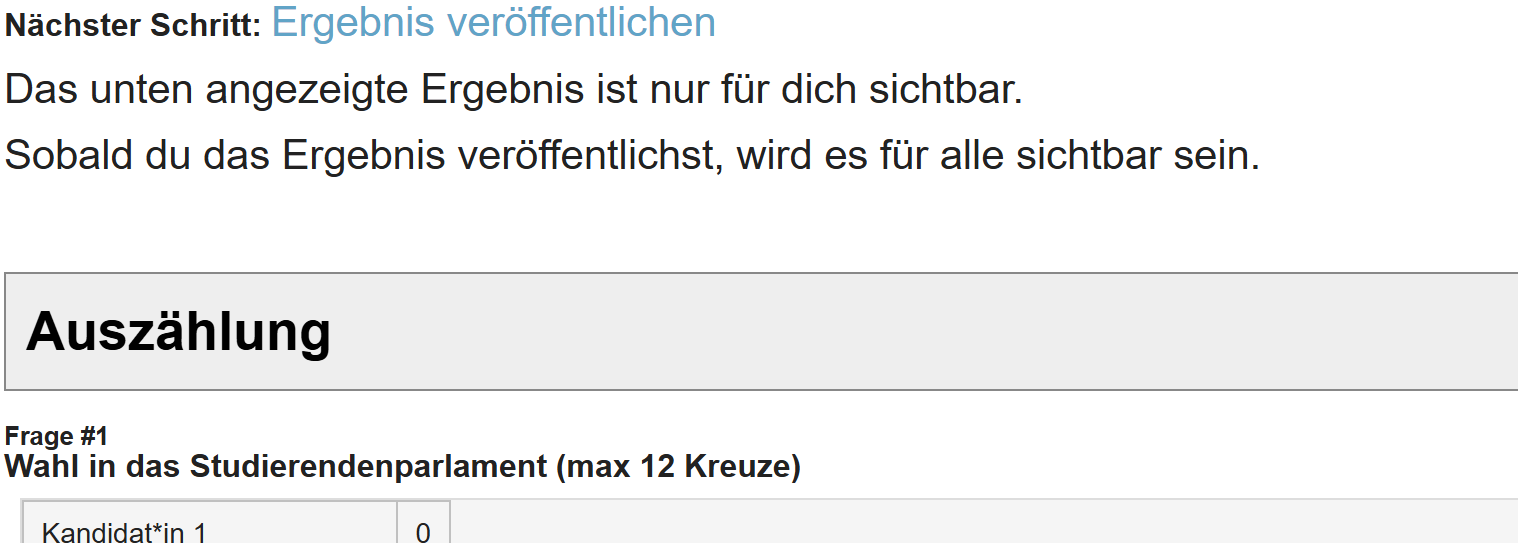 Nächster Schritt: Ergebnis veröffentlichen
Das unten angezeigte Ergebnis ist nur für dich sichtbar.
Sobald du das Ergebnis veröffentlichst, wird es für alle sichtbar sein.
Auszählung
Frage #1
Wahl in das Studierendenparlament (max 12 Kreuze)
Kandidat*in 1 0